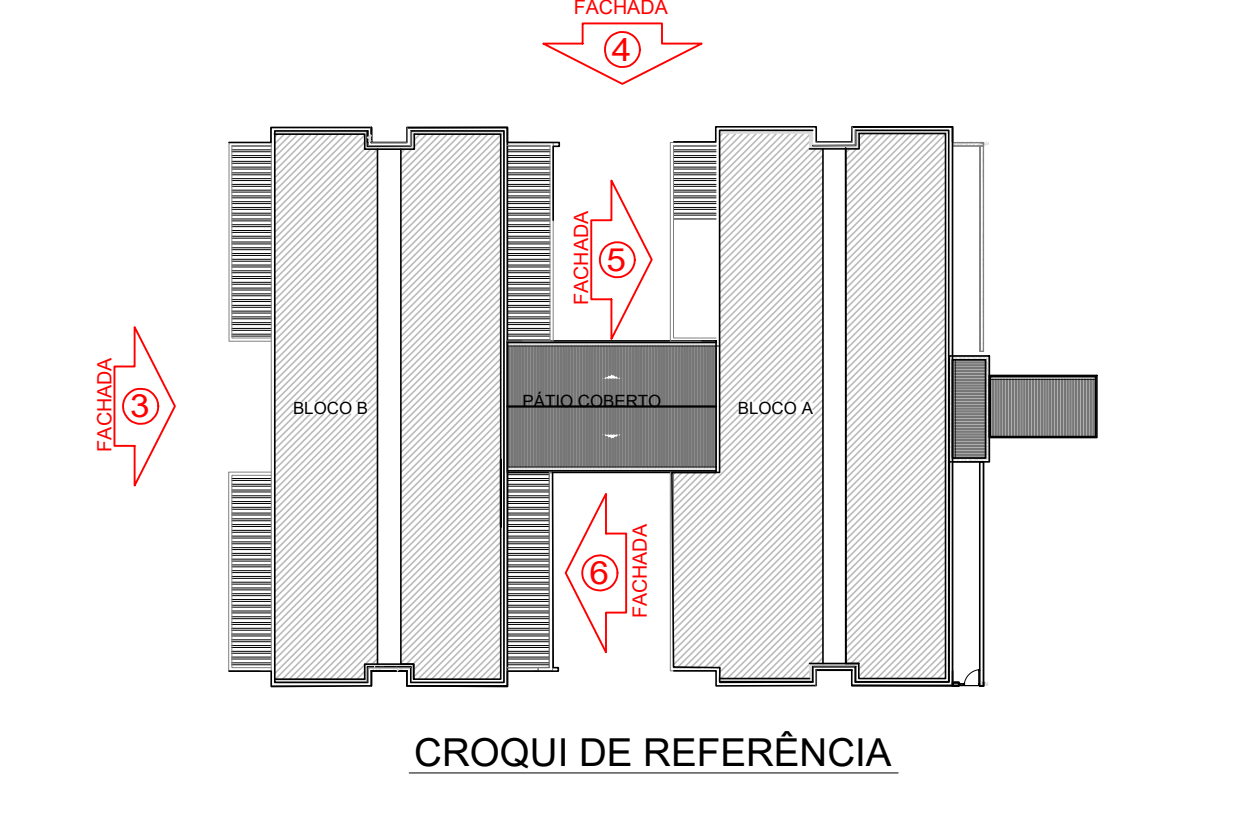 FACHADA
4
FACHADA
5
FACHADA
3
BLOCO B
PÁTIO COBERTO
BLOCO A
6
FACHADA
CROQUI DE REFERÊNCIA